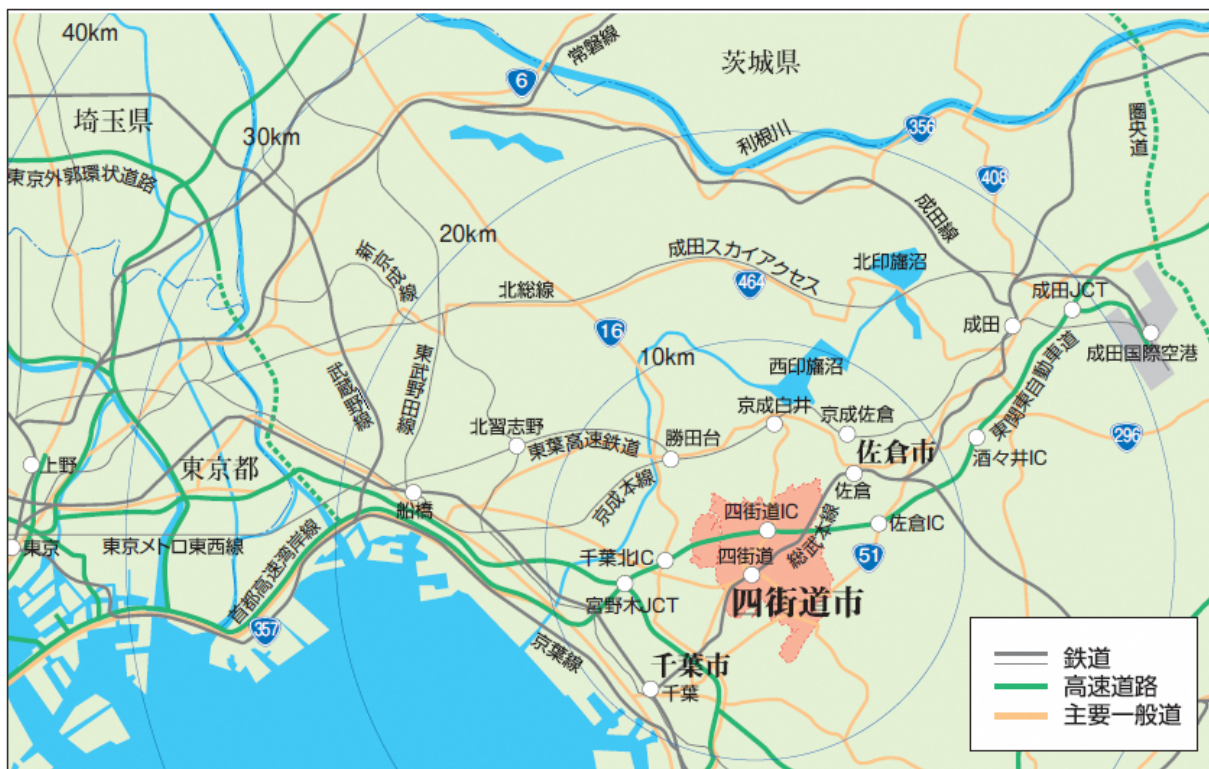 40km
常磐線
6
茨城県
埼玉県
30km
利根川
356
圏央道
東京外郭環状道路
408
20km
成田線
新京成線
成田スカイアクセス
北印旛沼
北総線
464
成田JCT
16
成田
成田国際空港
10km
西印旛沼
武蔵野線
東武野田線
東関東自動車道
京成臼井
京成佐倉
北習志野
東葉高速鉄道
勝田台
296
上野
東京都
佐倉市
酒々井IC
佐倉
船橋
京成本線
四街道IC
総武本線
佐倉IC
東京
東京メトロ東西線
千葉北IC
四街道
51
首都高速湾岸線
宮野木JCT
四街道市
357
京葉線
千葉市
千葉
鉄道
高速道路
主要一般道